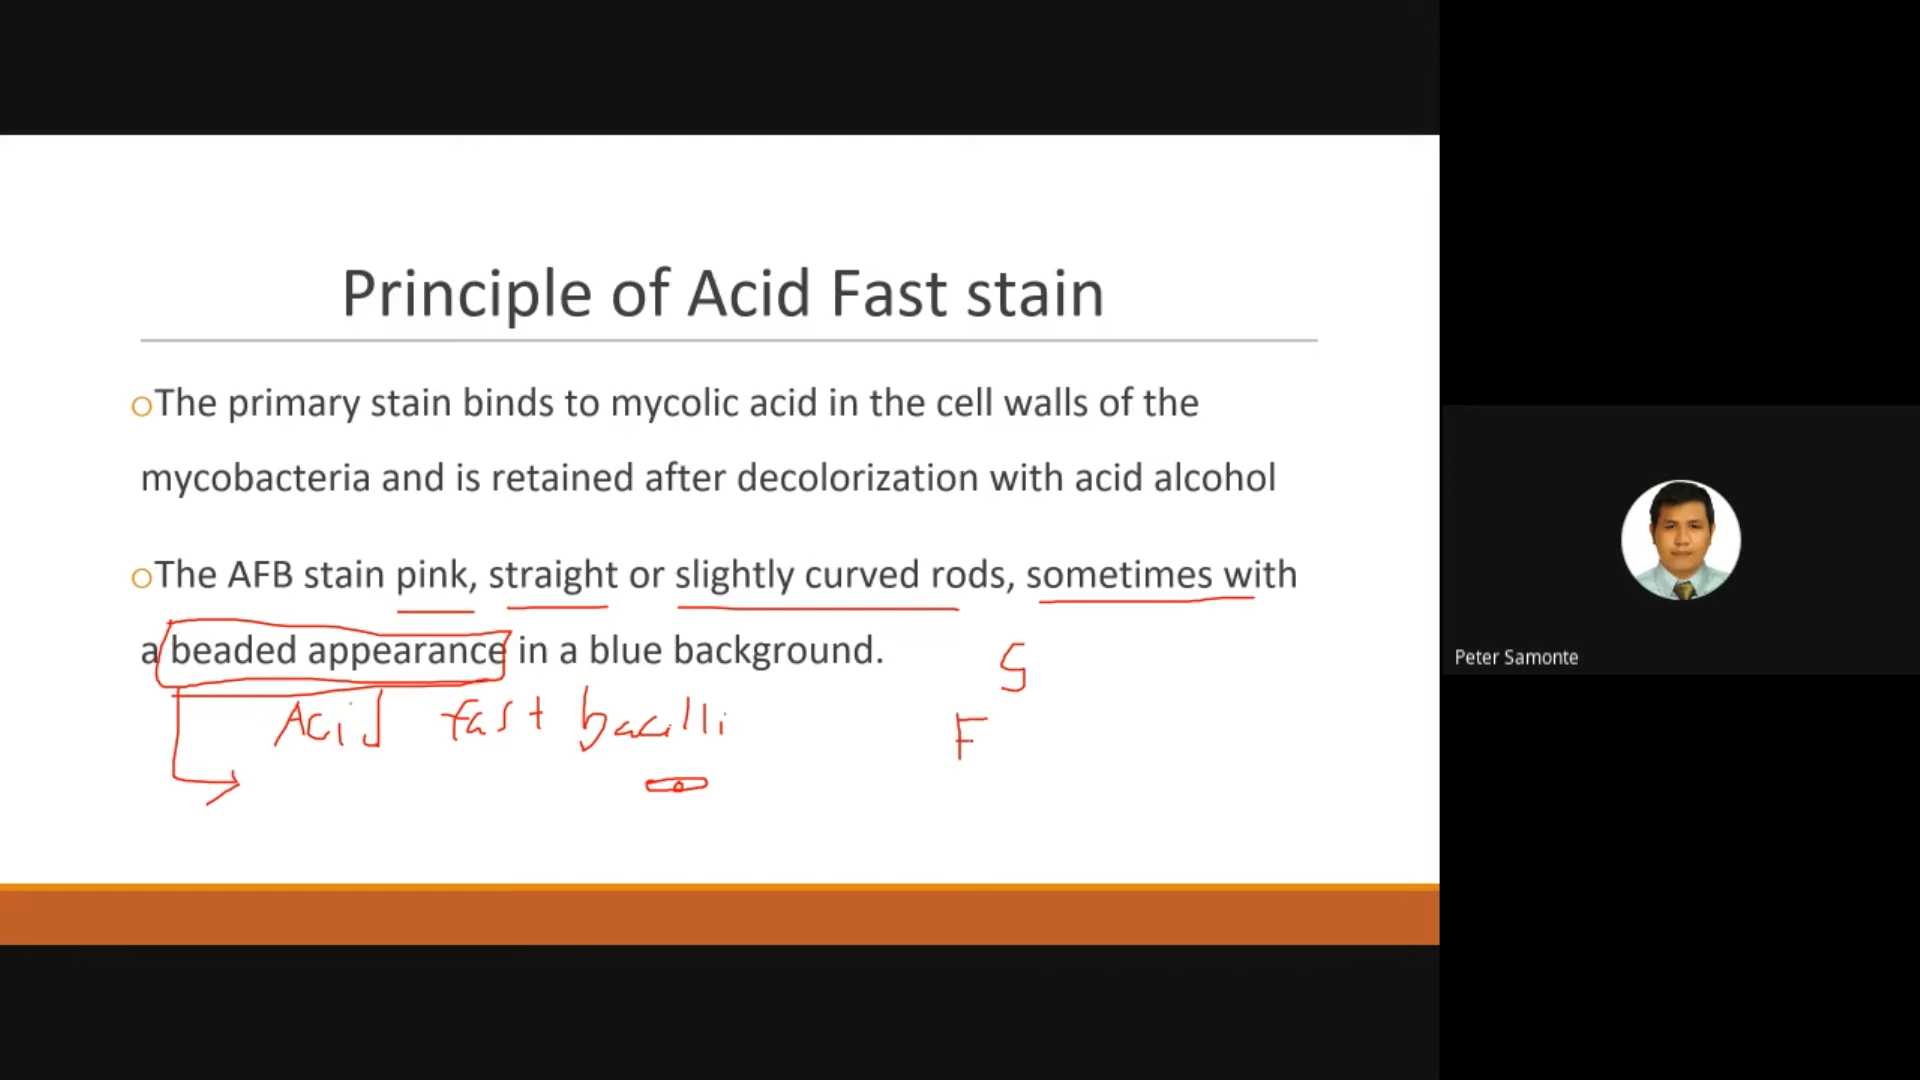 Principle of Acid Fast stain
oThe primary stain binds to mycolic acid in the cell walls of the
mycobacteria and is retained after decolorization with acid alcohol
oThe AFB stain pink, straight or slightly curved rods, sometimes with
a beaded appearance in a blue background.
S
Acid fast bacilli
F
Peter Samonte